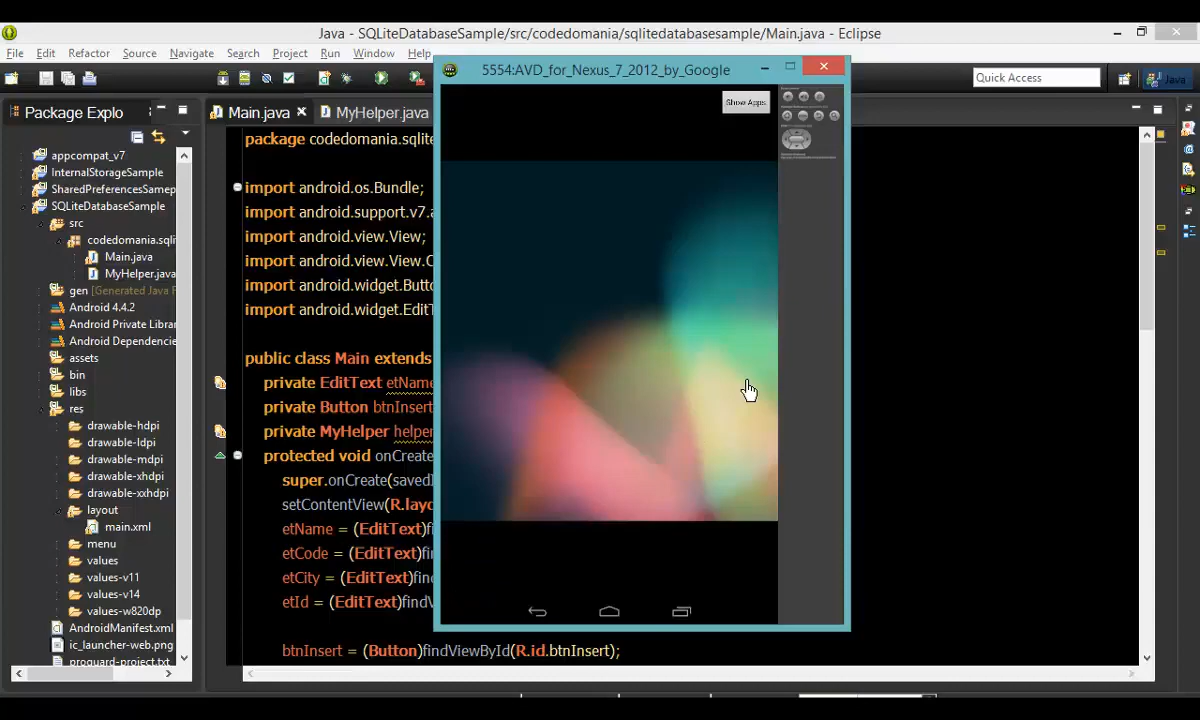 Java - SQLiteDatabaseSample/src/codedomania/sqlitedatabasesample/Main.java - Eclipse
File Edit Refactor Source Navigate Search Project Run Window Help
Quick Access
Java
Package Explo
Main.java
MyHelper.java
5554:AVD_for_Nexus_7_2012_by_Google
Show Apps
appcompat_v7
InternalStorageSample
SharedPreferencesSamep
SQLiteDatabaseSample
src
codedomania.sqli
Main.java
MyHelper.java
gen [Generated Java F
Android 4.4.2
Android Private Librar
Android Dependencie
assets
bin
libs
res
drawable-hdpi
drawable-ldpi
drawable-mdpi
drawable-xhdpi
drawable-xxhdpi
layout
main.xml
menu
values
values-v11
values-v14
values-w820dp
AndroidManifest.xml
ic_launcher-web.png
proguard-project.txt
package codedomania.sqlite
import android.os.Bundle;
import android.support.v7.a
import android.view.View;
import android.view.View.C
import android.widget.Butto
import android.widget.EditT
public class Main extends
private EditText etName
private Button btnInsert
private MyHelper helper
protected void onCreate
super.onCreate(saved
setContentView(R.layo
etName = (EditText)fi
etCode = (EditText)fin
etCity = (EditText)find
etId = (EditText)findV
btnInsert = (Button)findViewById(R.id.btnInsert);